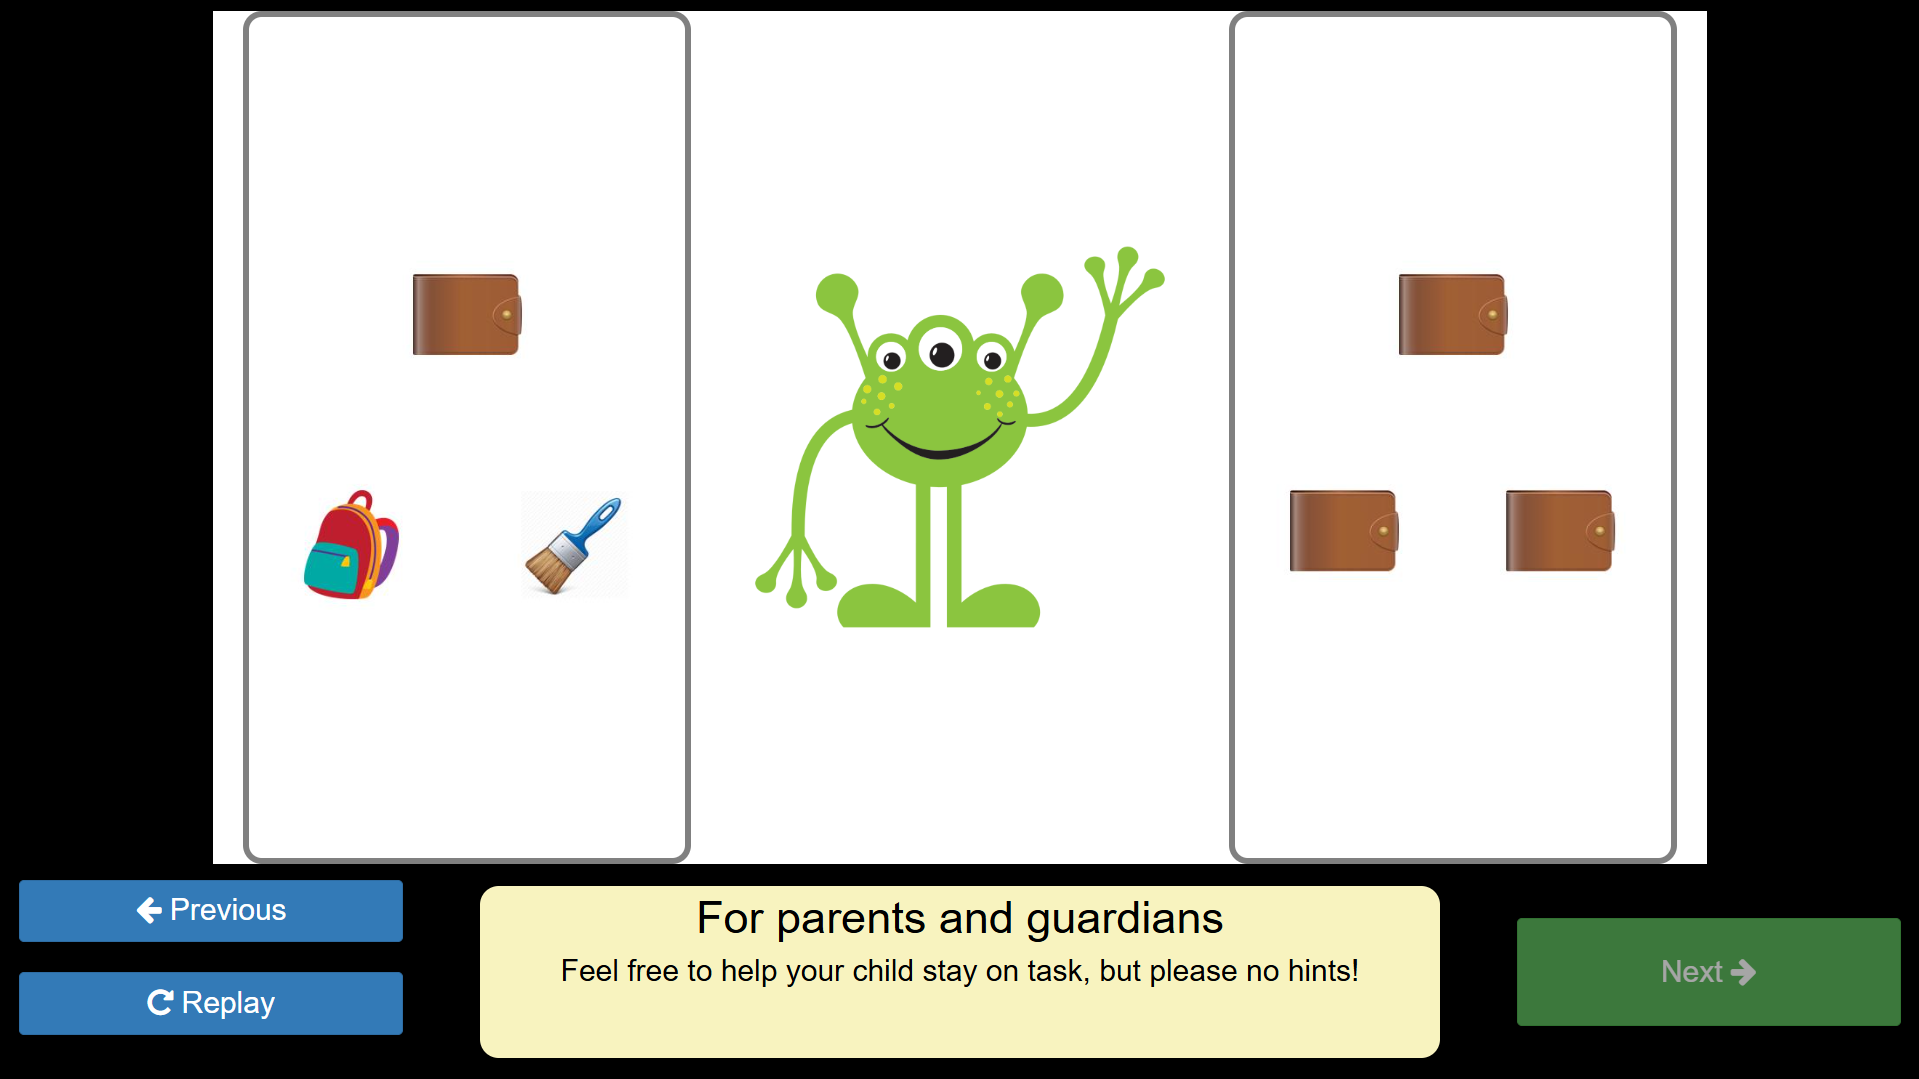 Previous
Replay
For parents and guardians
Feel free to help your child stay on task, but please no hints!
Next